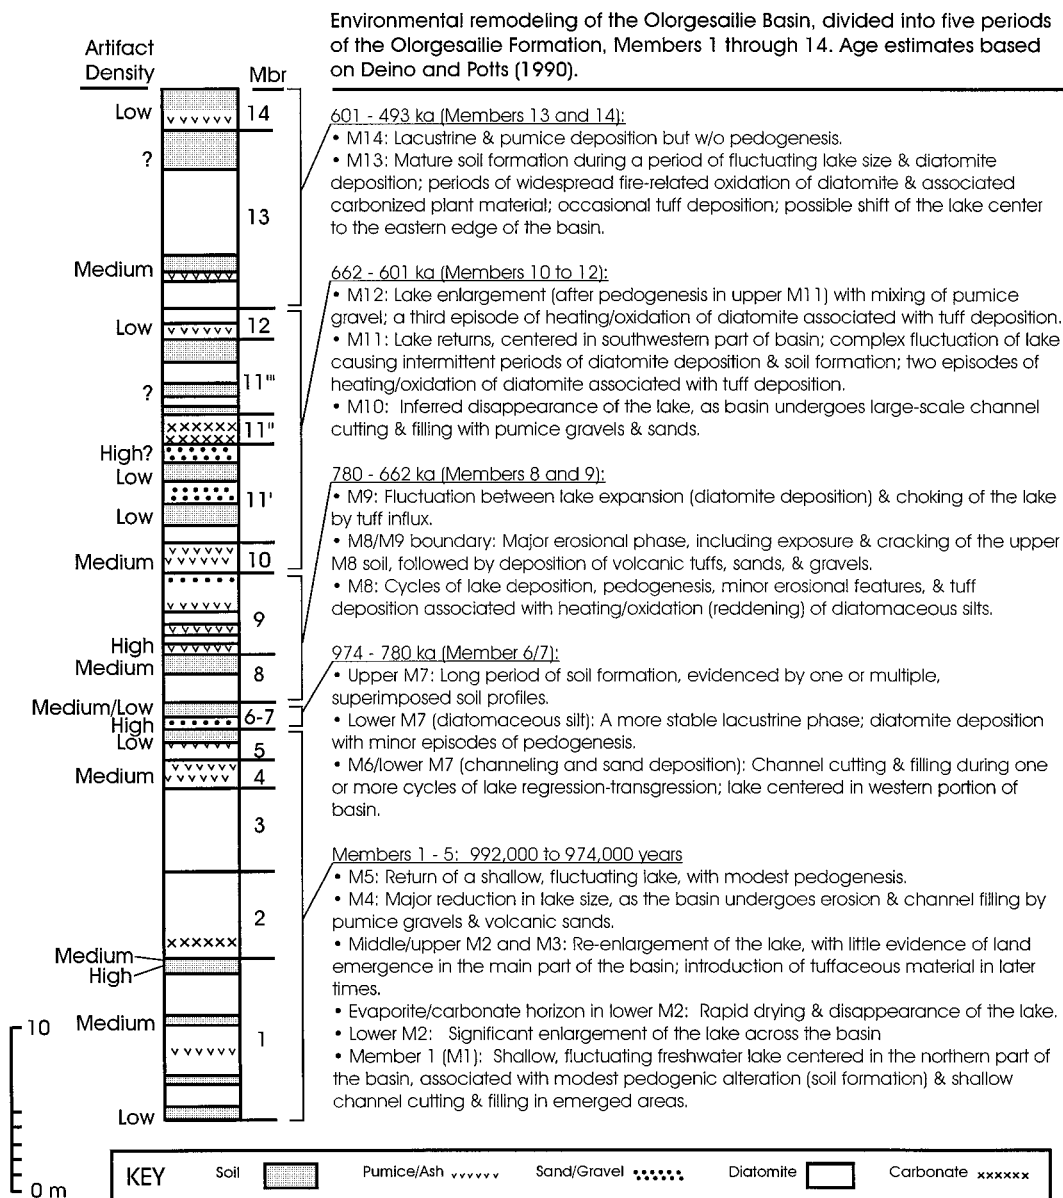 Environmental remodeling of the Olorgesailie Basin, divided into five periods
of the Olorgesailie Formation, Members 1 through 14. Age estimates based
on Deino and Potts (1990).
Artifact
Density
Mbr
Low
14
?
13
Medium
Low
12
11'''
?
11"
High?
Low
11'
Low
Medium
10
9
High
Medium
8
Medium/Low
6-7
High
Low
5
Medium
4
3
2
Medium
High
Medium
1
Low
10
0 m
601 - 493 ka (Members 13 and 14):
• M14: Lacustrine & pumice deposition but w/o pedogenesis.
• M13: Mature soil formation during a period of fluctuating lake size & diatomite
deposition; periods of widespread fire-related oxidation of diatomite & associated
carbonized plant material; occasional tuff deposition; possible shift of the lake center
to the eastern edge of the basin.
662 - 601 ka (Members 10 to 12):
• M12: Lake enlargement (after pedogenesis in upper M11) with mixing of pumice
gravel; a third episode of heating/oxidation of diatomite associated with tuff deposition.
• M11: Lake returns, centered in southwestern part of basin; complex fluctuation of lake
causing intermittent periods of diatomite deposition & soil formation; two episodes of
heating/oxidation of diatomite associated with tuff deposition.
• M10: Inferred disappearance of the lake, as basin undergoes large-scale channel
cutting & filling with pumice gravels & sands.
780 - 662 ka (Members 8 and 9):
• M9: Fluctuation between lake expansion (diatomite deposition) & choking of the lake
by tuff influx.
• M8/M9 boundary: Major erosional phase, including exposure & cracking of the upper
M8 soil, followed by deposition of volcanic tuffs, sands, & gravels.
• M8: Cycles of lake deposition, pedogenesis, minor erosional features, & tuff
deposition associated with heating/oxidation (reddening) of diatomaceous silts.
974 - 780 ka (Member 6/7):
• Upper M7: Long period of soil formation, evidenced by one or multiple,
superimposed soil profiles.
• Lower M7 (diatomaceous silt): A more stable lacustrine phase; diatomite deposition
with minor episodes of pedogenesis.
• M6/lower M7 (channeling and sand deposition): Channel cutting & filling during one
or more cycles of lake regression-transgression; lake centered in western portion of
basin.
Members 1 - 5: 992,000 to 974,000 years
• M5: Return of a shallow, fluctuating lake, with modest pedogenesis.
• M4: Major reduction in lake size, as the basin undergoes erosion & channel filling by
pumice gravels & volcanic sands.
• Middle/upper M2 and M3: Re-enlargement of the lake, with little evidence of land
emergence in the main part of the basin; introduction of tuffaceous material in later
times.
• Evaporite/carbonate horizon in lower M2: Rapid drying & disappearance of the lake.
• Lower M2: Significant enlargement of the lake across the basin
• Member 1 (M1): Shallow, fluctuating freshwater lake centered in the northern part of
the basin, associated with modest pedogenic alteration (soil formation) & shallow
channel cutting & filling in emerged areas.
KEY Soil Pumice/Ash Sand/Gravel Diatomite Carbonate